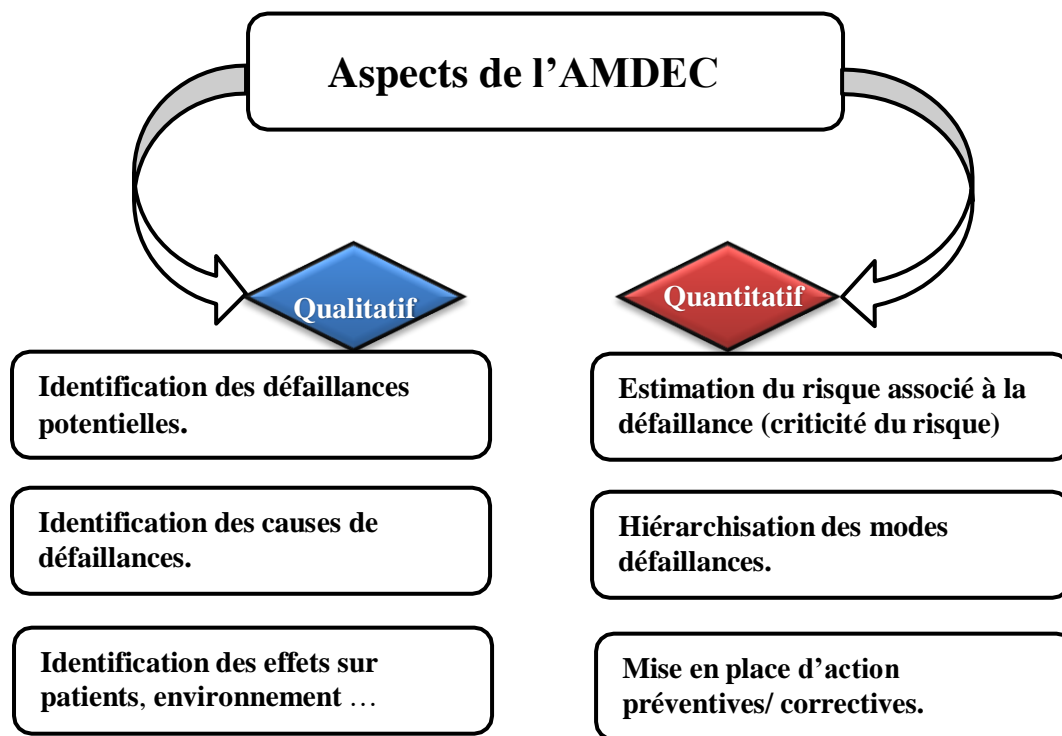 Aspects de l’AMDEC
Qualitatif
Identification des défaillances
potentielles.
Identification des causes de
défaillances.
Identification des effets sur
patients, environnement …
Quantitatif
Estimation du risque associé à la
défaillance (criticité du risque)
Hiérarchisation des modes
défaillances.
Mise en place d’action
préventives/ correctives.